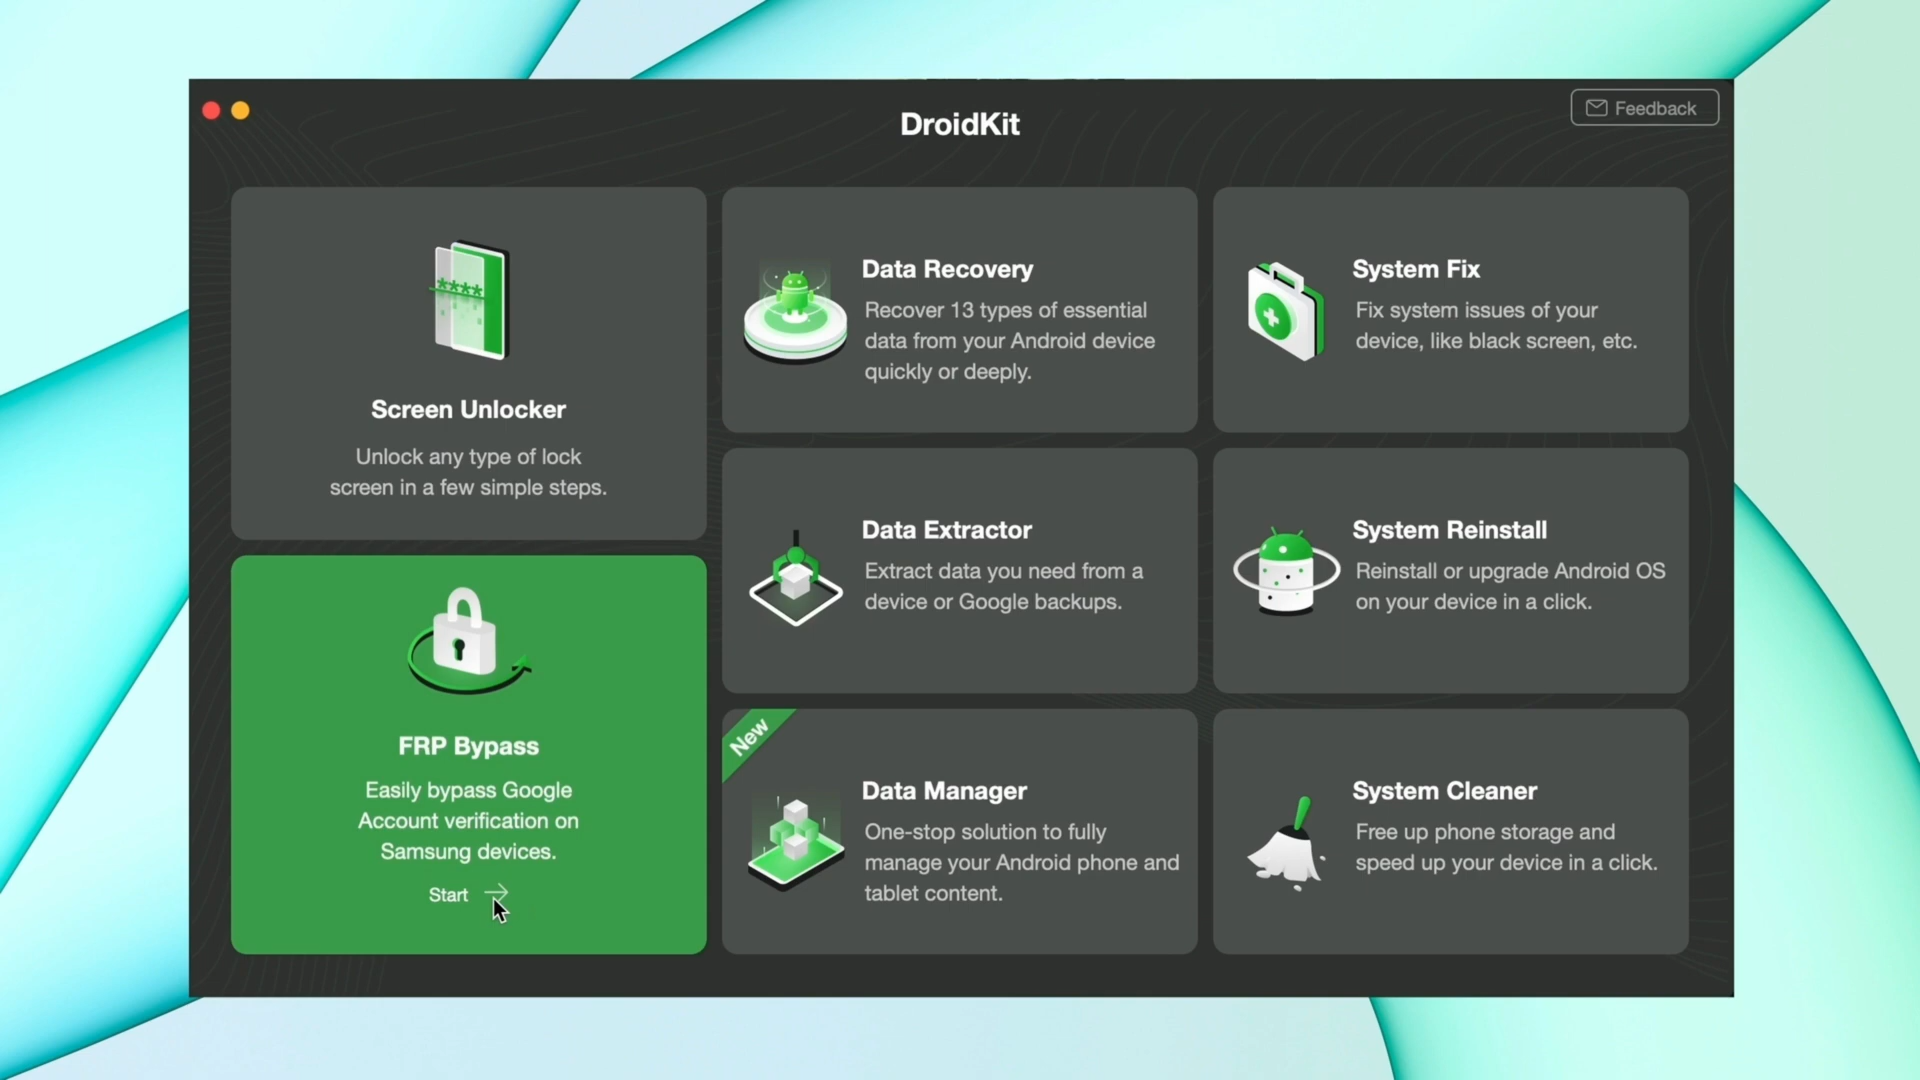 DroidKit
Feedback
Screen Unlocker
Unlock any type of lock
screen in a few simple steps.
Data Recovery
Recover 13 types of essential
data from your Android device
quickly or deeply.
System Fix
Fix system issues of your
device, like black screen, etc.
FRP Bypass
Easily bypass Google
Account verification on
Samsung devices.
Start
Data Extractor
Extract data you need from a
device or Google backups.
System Reinstall
Reinstall or upgrade Android OS
on your device in a click.
New
Data Manager
One-stop solution to fully
manage your Android phone and
tablet content.
System Cleaner
Free up phone storage and
speed up your device in a click.